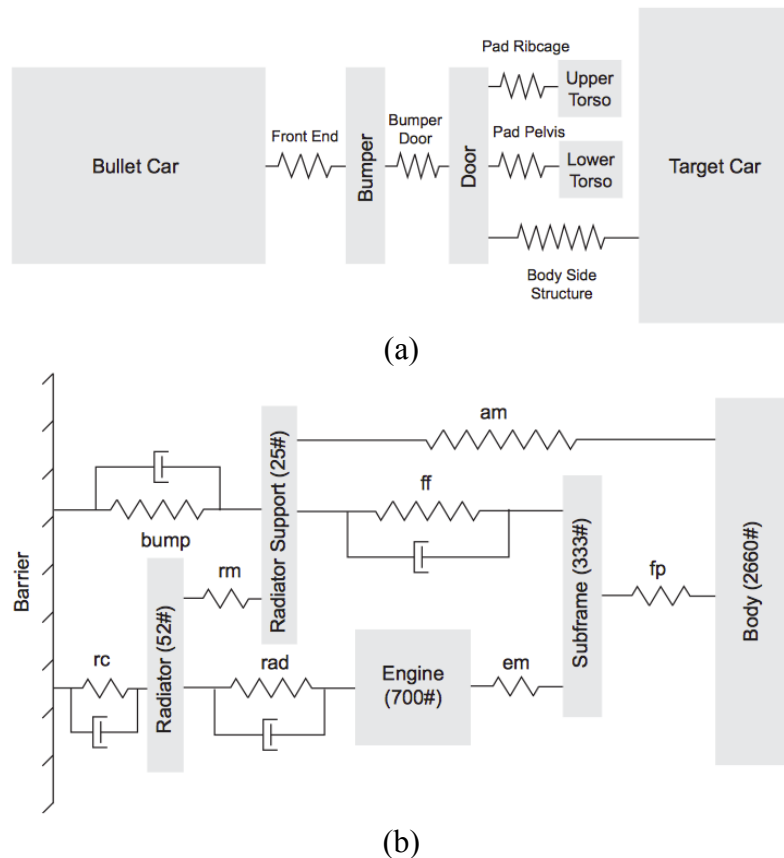 Pad Ribcage
Upper
Torso
Front End
Bumper
Door
Pad Pelvis
Bullet Car
Bumper
Door
Lower
Torso
Target Car
Body Side
Structure
(a)
am
ff
bump
Radiator Support (25#)
rm
Subframe (333#)
fp
Body (2660#)
Barrier
rc
Radiator (52#)
rad
Engine
(700#)
em
(b)